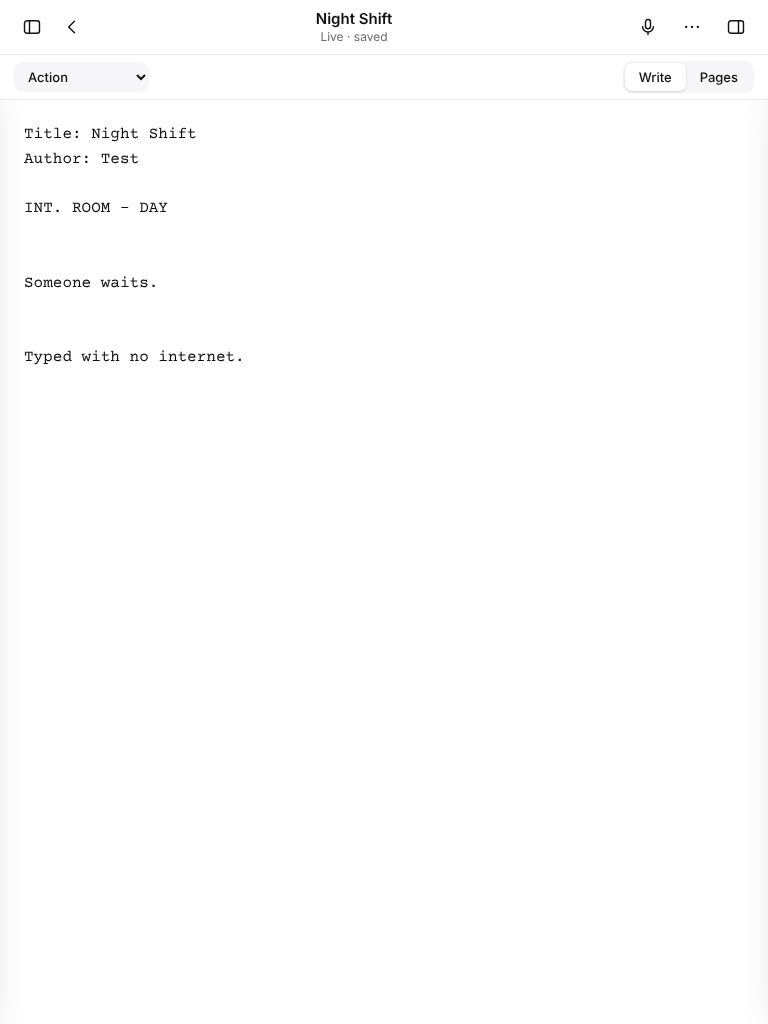 Night Shift
Live · saved
Action
Write
Pages
Title: Night Shift
Author: Test
INT. ROOM - DAY
Someone waits.
Typed with no internet.